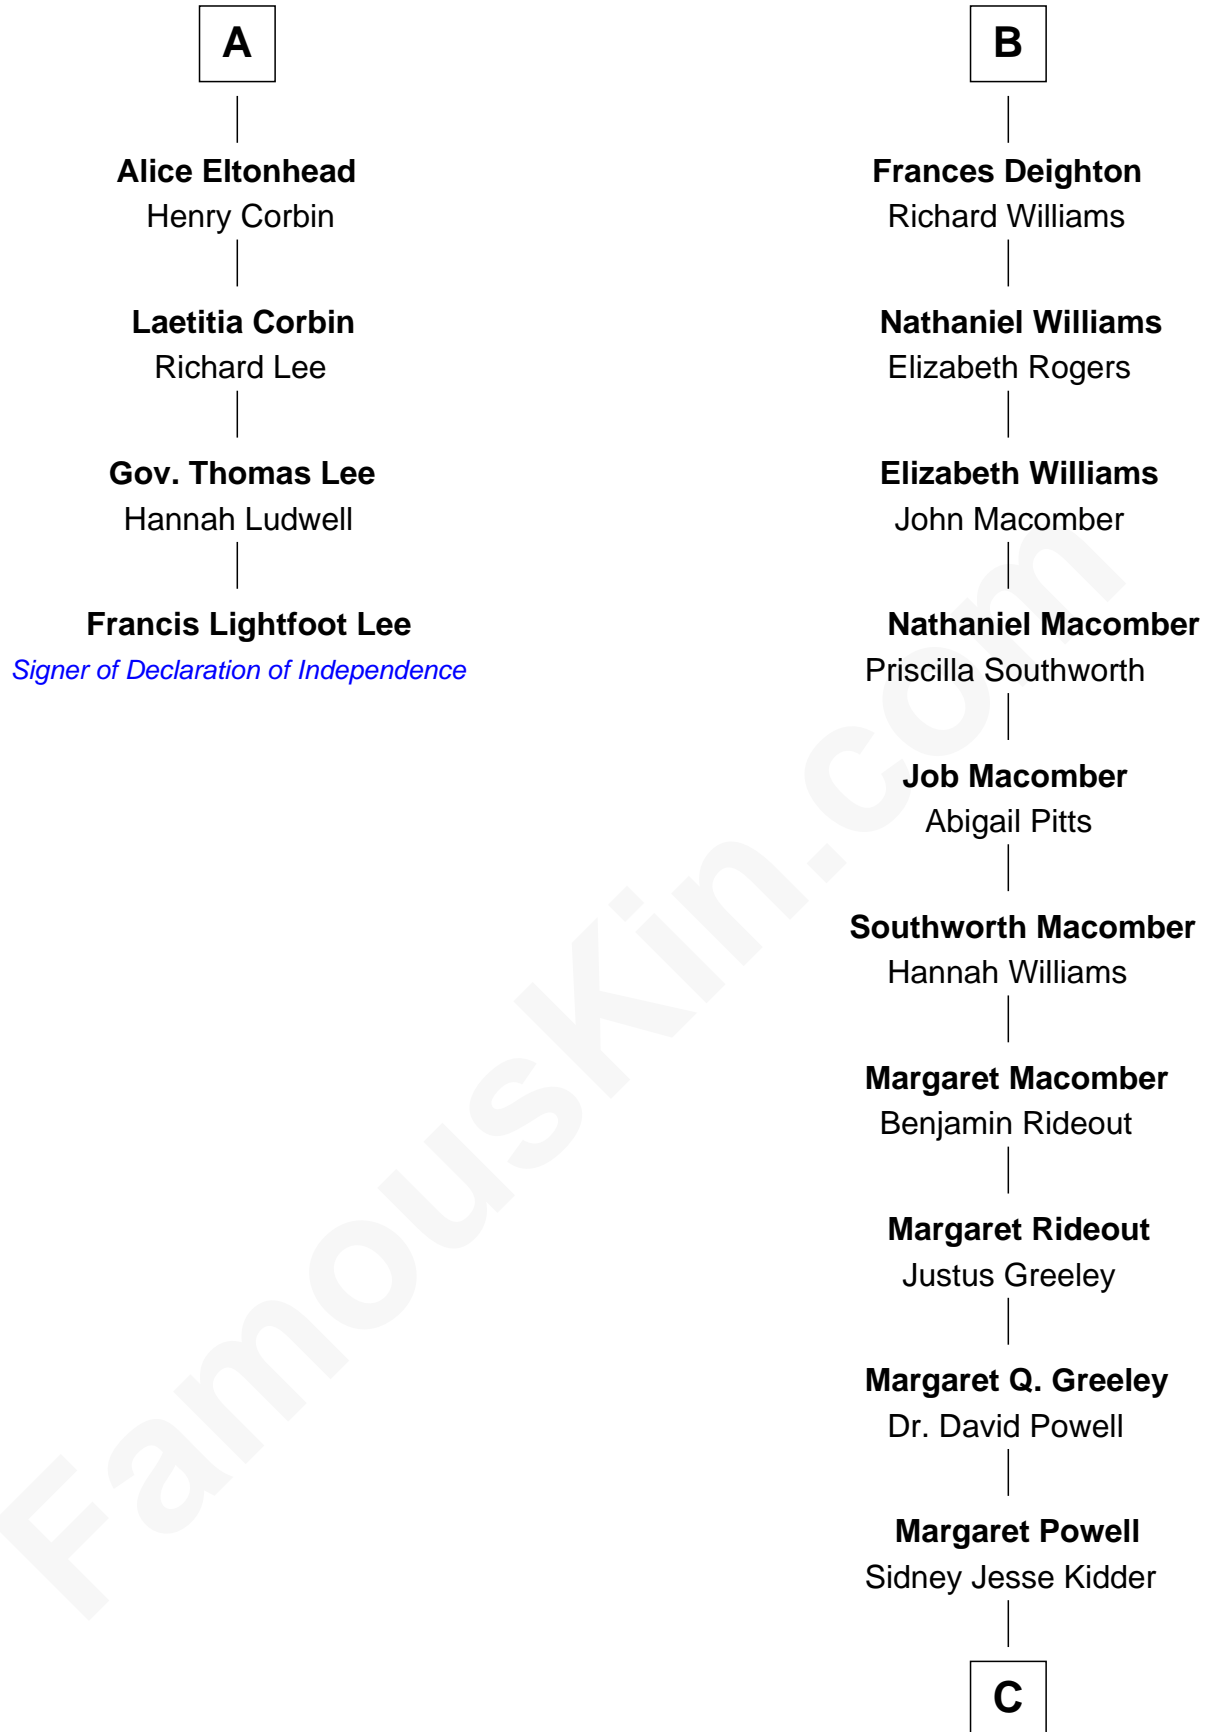 A
Alice Eltonhead
Henry Corbin
Laetitia Corbin
Richard Lee
Gov. Thomas Lee
Hannah Ludwell
Francis Lightfoot Lee
Signer of Declaration of Independence
B
Frances Deighton
Richard Williams
Nathaniel Williams
Elizabeth Rogers
Elizabeth Williams
John Macomber
Nathaniel Macomber
Priscilla Southworth
Job Macomber
Abigail Pitts
Southworth Macomber
Hannah Williams
Margaret Macomber
Benjamin Rideout
Margaret Rideout
Justus Greeley
Margaret Q. Greeley
Dr. David Powell
Margaret Powell
Sidney Jesse Kidder
C
FamousKin.com